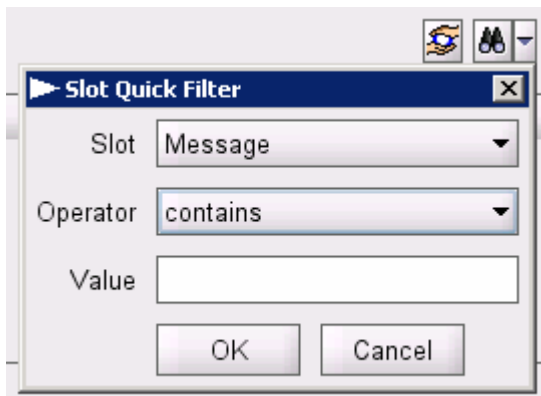 Slot Quick Filter
Slot Message
Operator contains
Value
OK Cancel